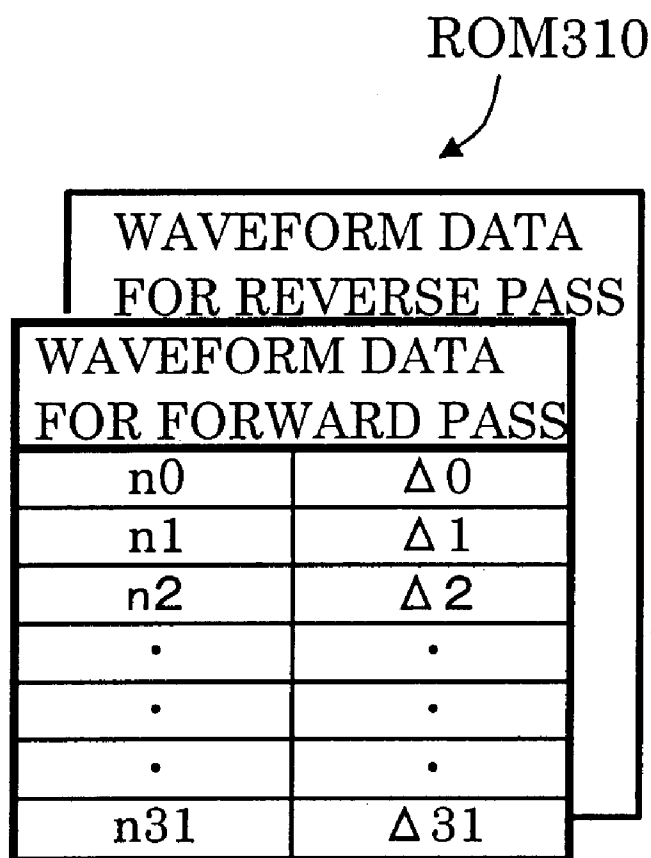 ROM310
WAVEFORM DATA
FOR REVERSE PASS
WAVEFORM DATA
FOR FORWARD PASS
n0 Δ0
n1 Δ1
n2 Δ2
· ·
· ·
· ·
n31 Δ31